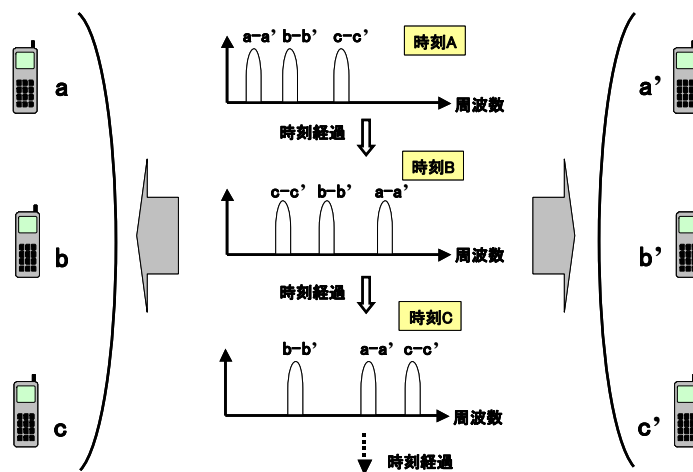 a-a' b-b' c-c'
時刻A
a
a'
周波数
時刻経過
時刻B
c-c' b-b' a-a'
b
b'
周波数
時刻経過
時刻C
b-b' a-a' c-c'
c
c'
周波数
時刻経過